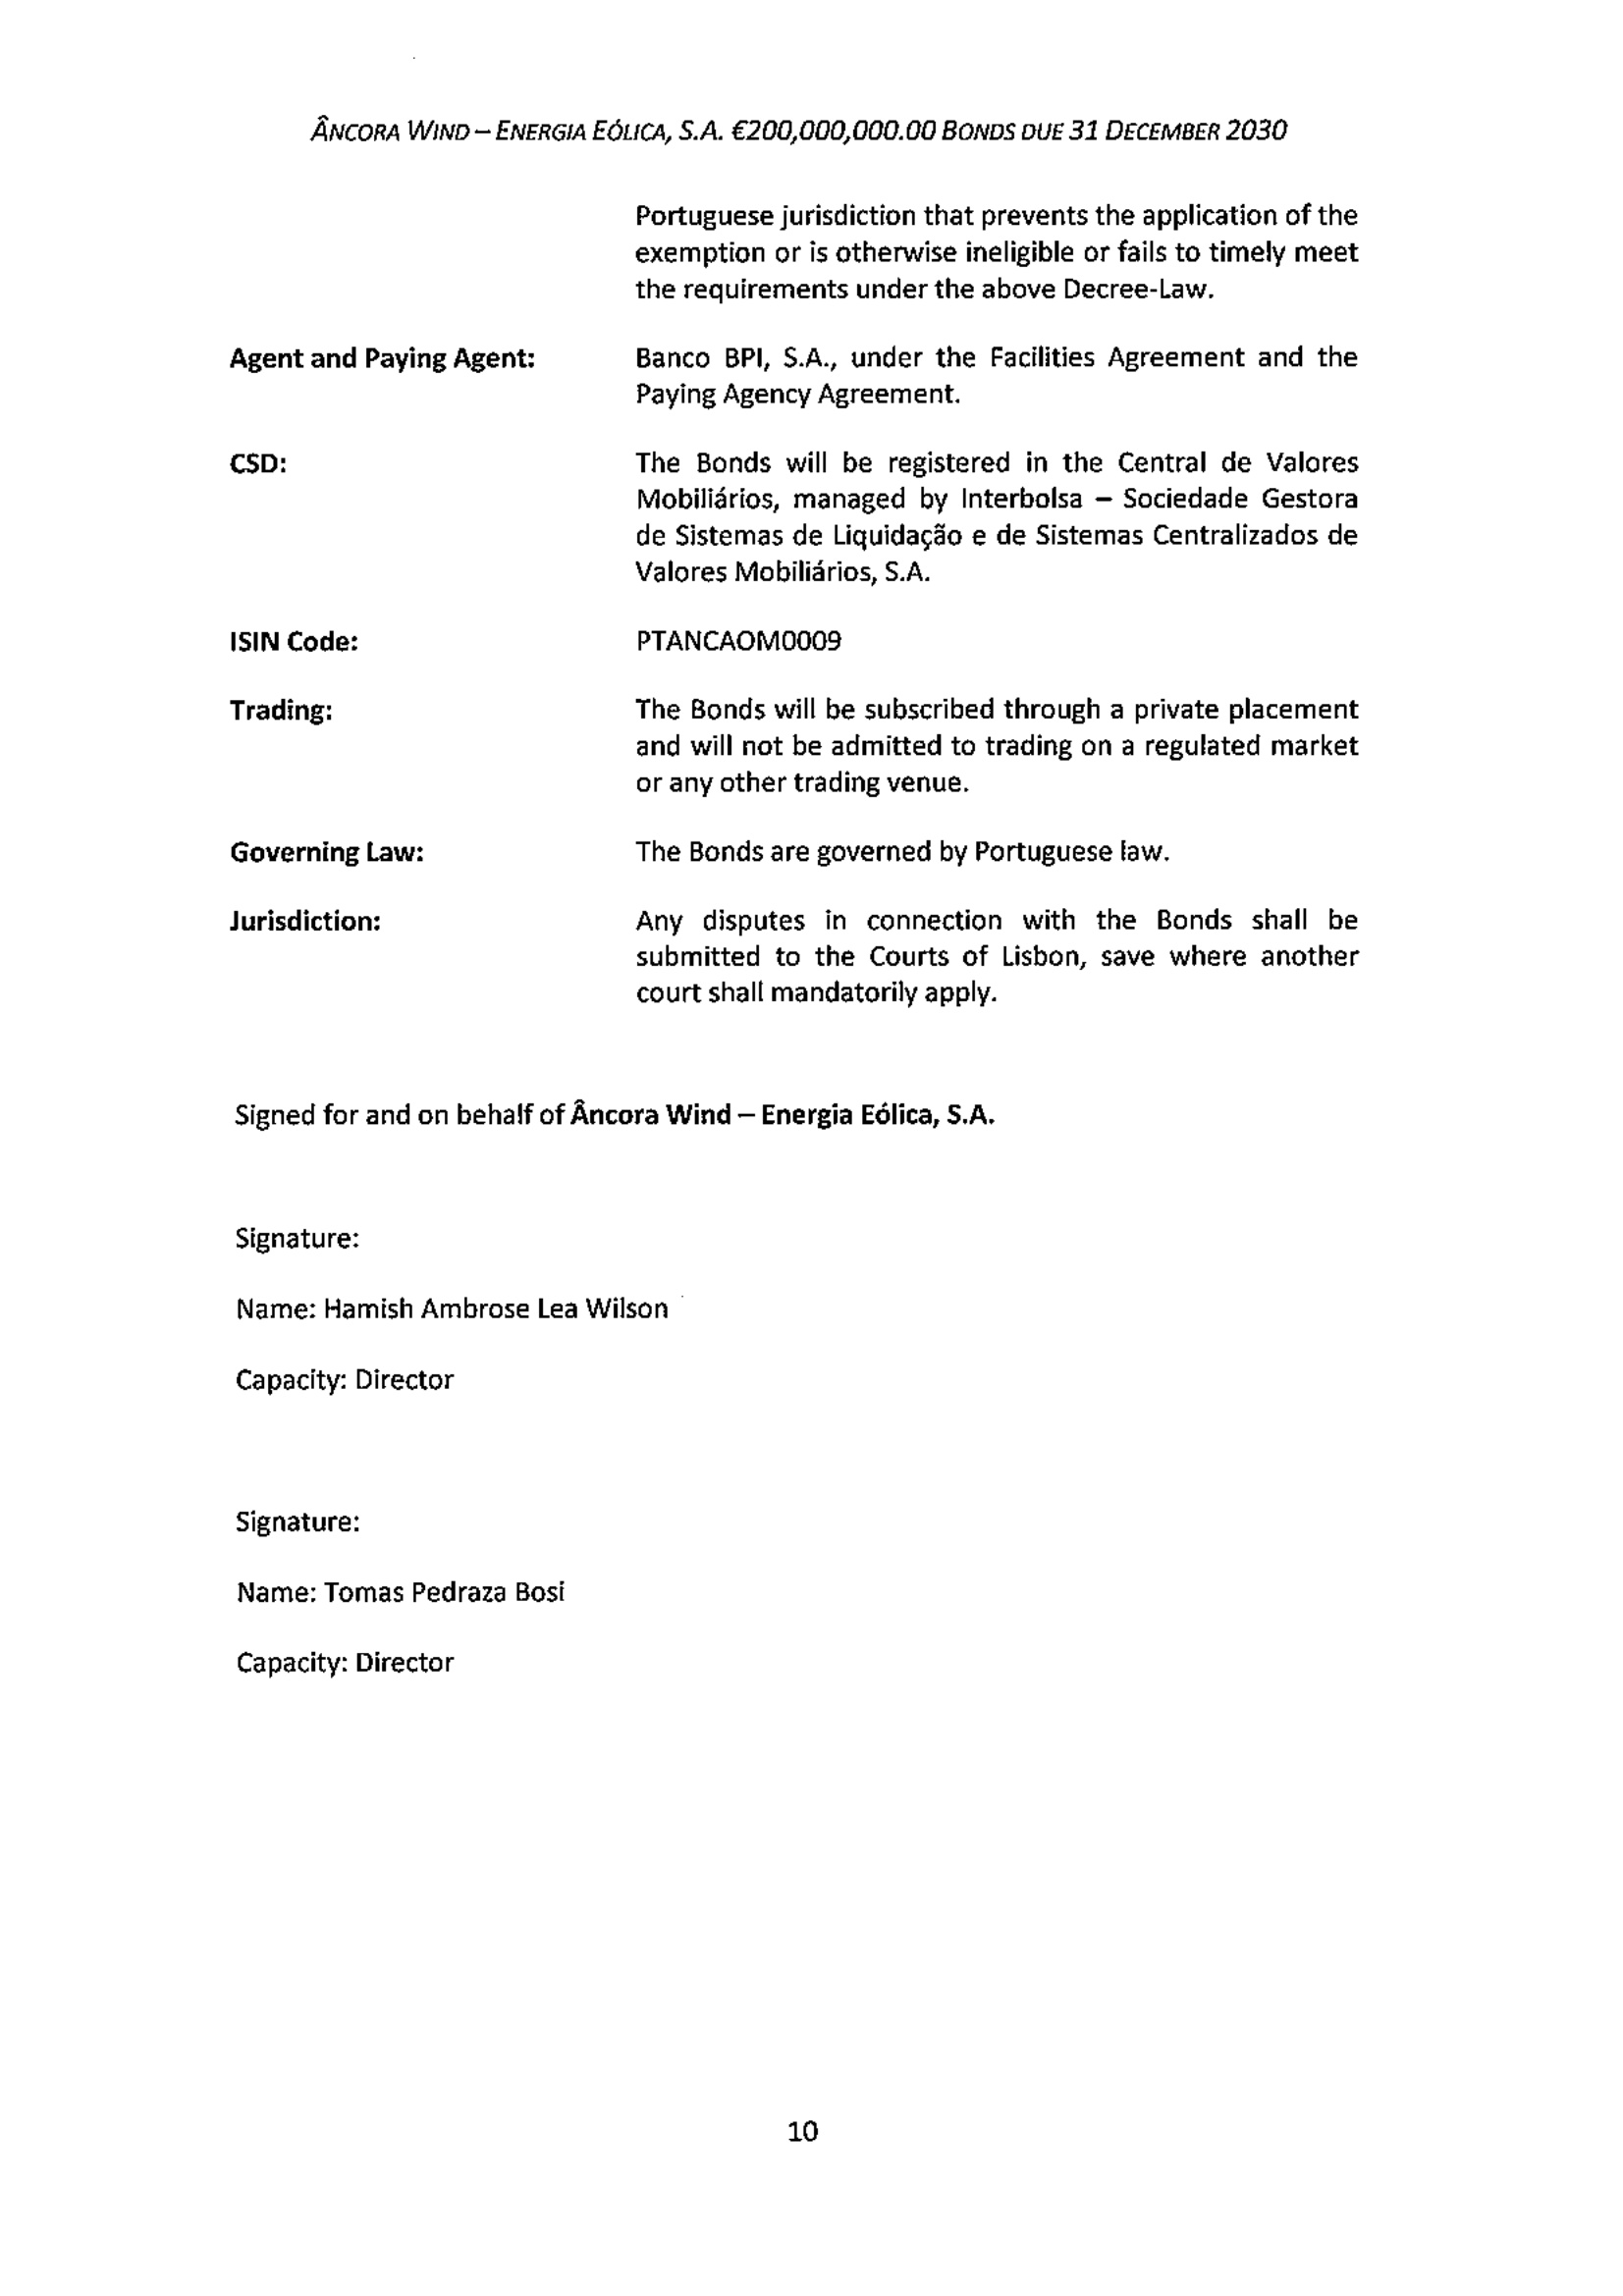 ÂNCORA WIND – ENERGIA EÓLICA, S.A. €200,000,000.00 BONDS DUE 31 DECEMBER 2030
Portuguese jurisdiction that prevents the application of the
exemption or is otherwise ineligible or fails to timely meet
the requirements under the above Decree-Law.
Agent and Paying Agent: Banco BPI, S.A., under the Facilities Agreement and the
Paying Agency Agreement.
CSD: The Bonds will be registered in the Central de Valores
Mobiliários, managed by Interbolsa – Sociedade Gestora
de Sistemas de Liquidação e de Sistemas Centralizados de
Valores Mobiliários, S.A.
ISIN Code: PTANCAOM0009
Trading: The Bonds will be subscribed through a private placement
and will not be admitted to trading on a regulated market
or any other trading venue.
Governing Law: The Bonds are governed by Portuguese law.
Jurisdiction: Any disputes in connection with the Bonds shall be
submitted to the Courts of Lisbon, save where another
court shall mandatorily apply.
Signed for and on behalf of Âncora Wind – Energia Eólica, S.A.
Signature:
Name: Hamish Ambrose Lea Wilson
Capacity: Director
Signature:
Name: Tomas Pedraza Bosi
Capacity: Director
10